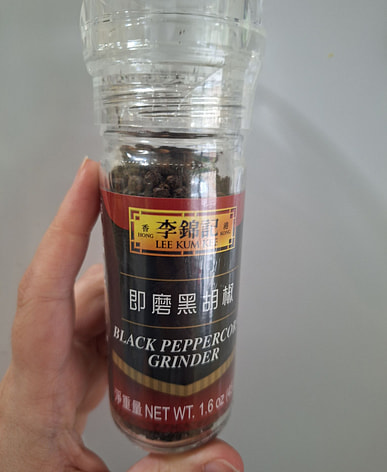 香 李錦記 港
HONG KONG
LEE KUM KEE
即磨黑胡椒
BLACK PEPPERCORN
GRINDER
淨重量 NET WT. 1.6 oz